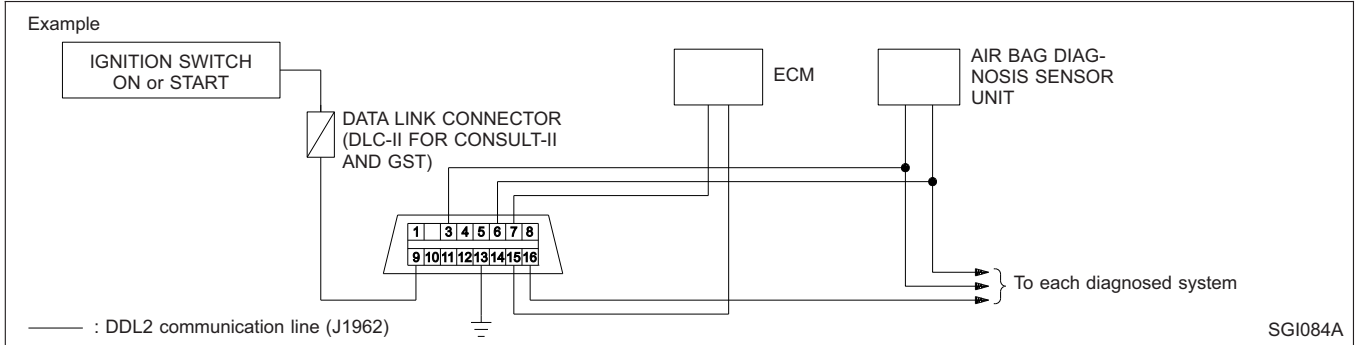 Example
IGNITION SWITCH
ON or START
DATA LINK CONNECTOR
(DLC-II FOR CONSULT-II
AND GST)
ECM
AIR BAG DIAG-
NOSIS SENSOR
UNIT
1 3 4 5 6 7 8
9 10 11 12 13 14 15 16
To each diagnosed system
: DDL2 communication line (J1962)
SGI084A